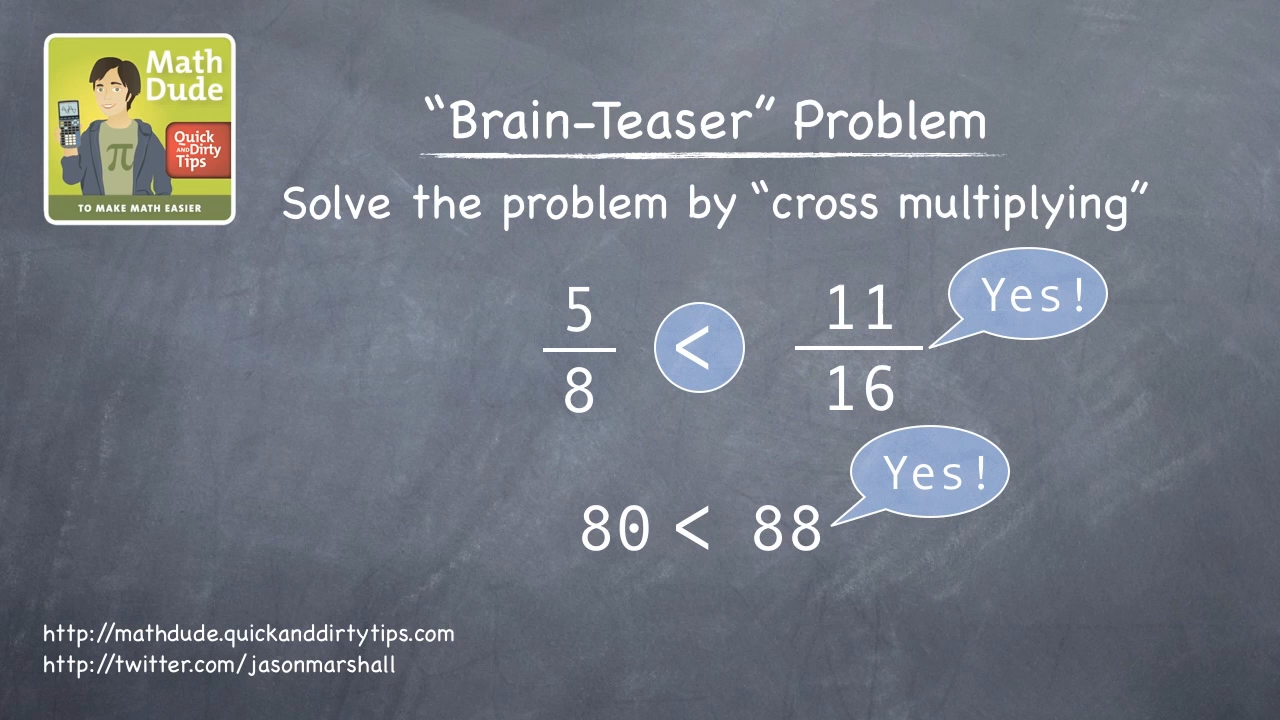 Math
Dude
Quick
AND Dirty
Tips
π
TO MAKE MATH EASIER
“Brain-Teaser” Problem
Solve the problem by “cross multiplying”
5
8
<
11
16
Yes!
80 < 88
Yes!
http://mathdude.quickanddirtytips.com
http://twitter.com/jasonmarshall